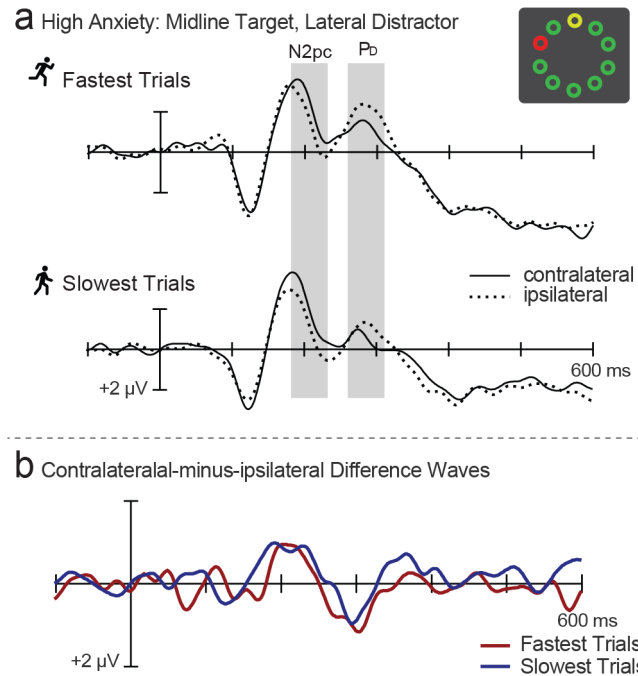 a High Anxiety: Midline Target, Lateral Distractor
N2pc PD
Fastest Trials
Slowest Trials
contralateral
ipsilateral
+2 µV
600 ms
b Contralateralal-minus-ipsilateral Difference Waves
600 ms
+2 µV
Fastest Trials
Slowest Trials